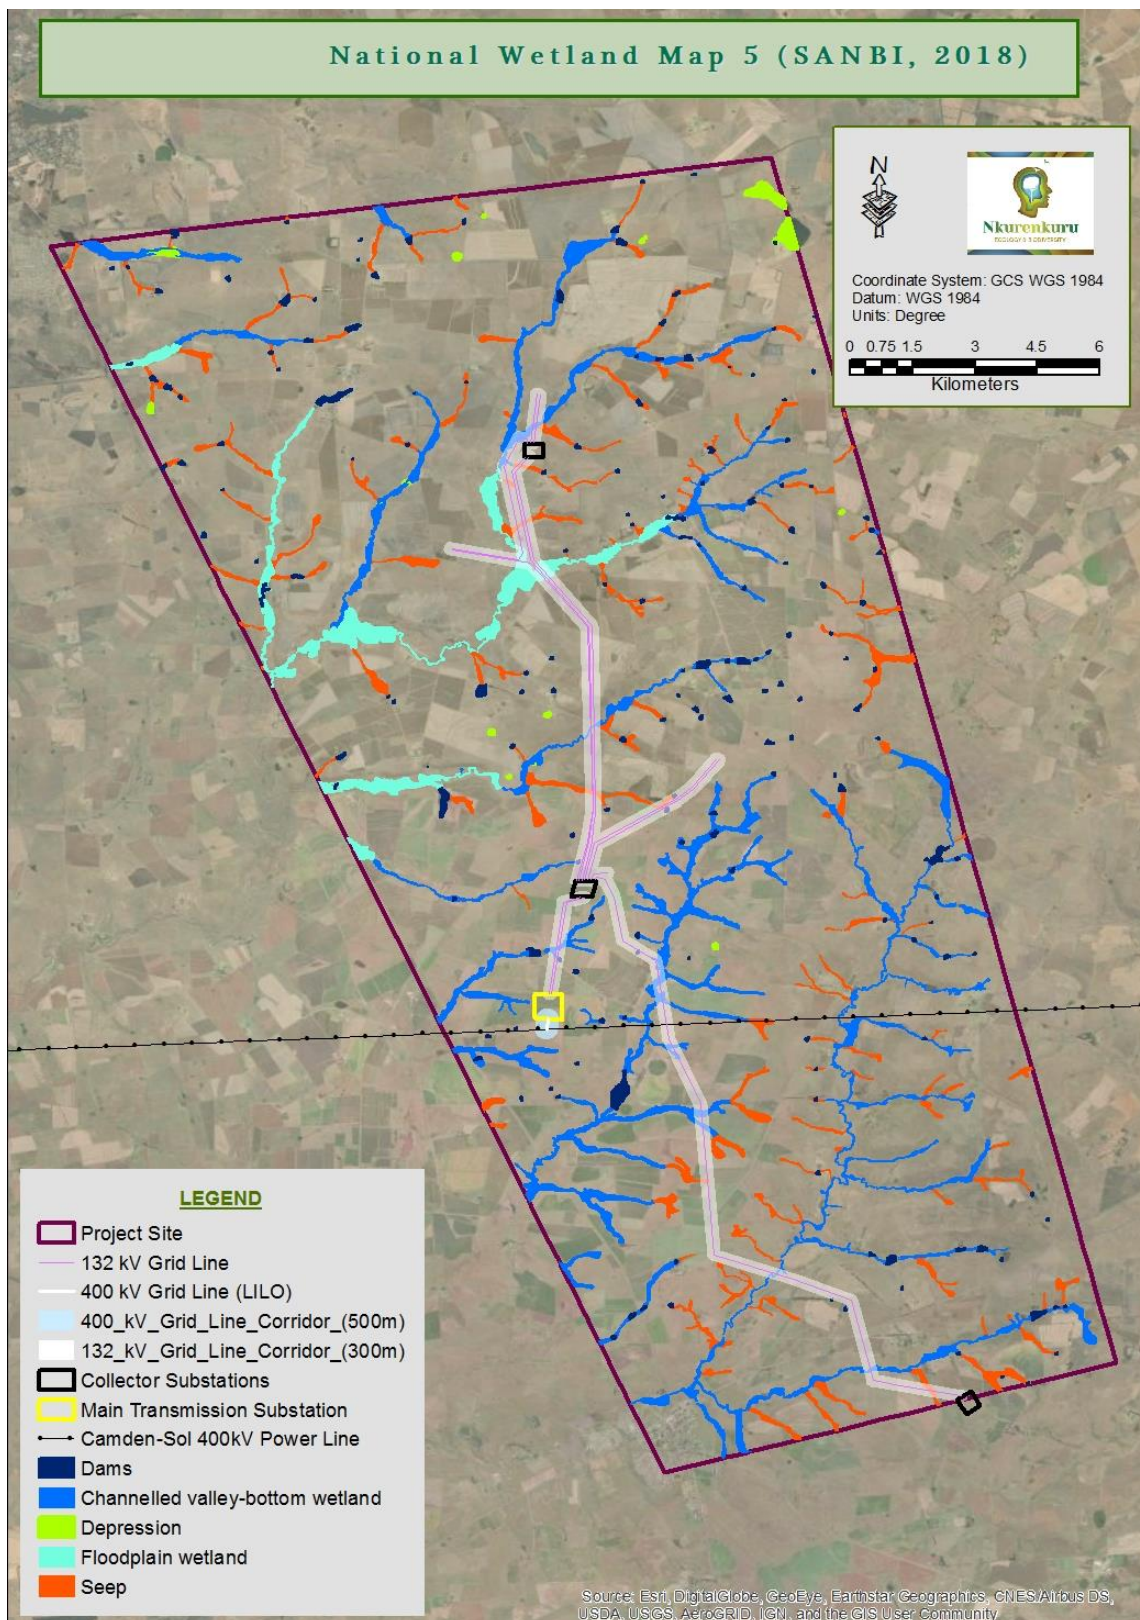 National Wetland Map 5 (SANBI, 2018)
N
Nkurenkuru
ECOLOGY & BIODIVERSITY
Coordinate System: GCS WGS 1984
Datum: WGS 1984
Units: Degree
0 0.75 1.5 3 4.5 6
Kilometers
LEGEND
Project Site
132 kV Grid Line
400 kV Grid Line (LILO)
400_kV_Grid_Line_Corridor_(500m)
132_kV_Grid_Line_Corridor_(300m)
Collector Substations
Main Transmission Substation
Camden-Sol 400kV Power Line
Dams
Channelled valley-bottom wetland
Depression
Floodplain wetland
Seep
Source: Esri, DigitalGlobe, GeoEye, Earthstar Geographics, CNES/Airbus DS,
USDA, USGS, AeroGRID, IGN, and the GIS User Community